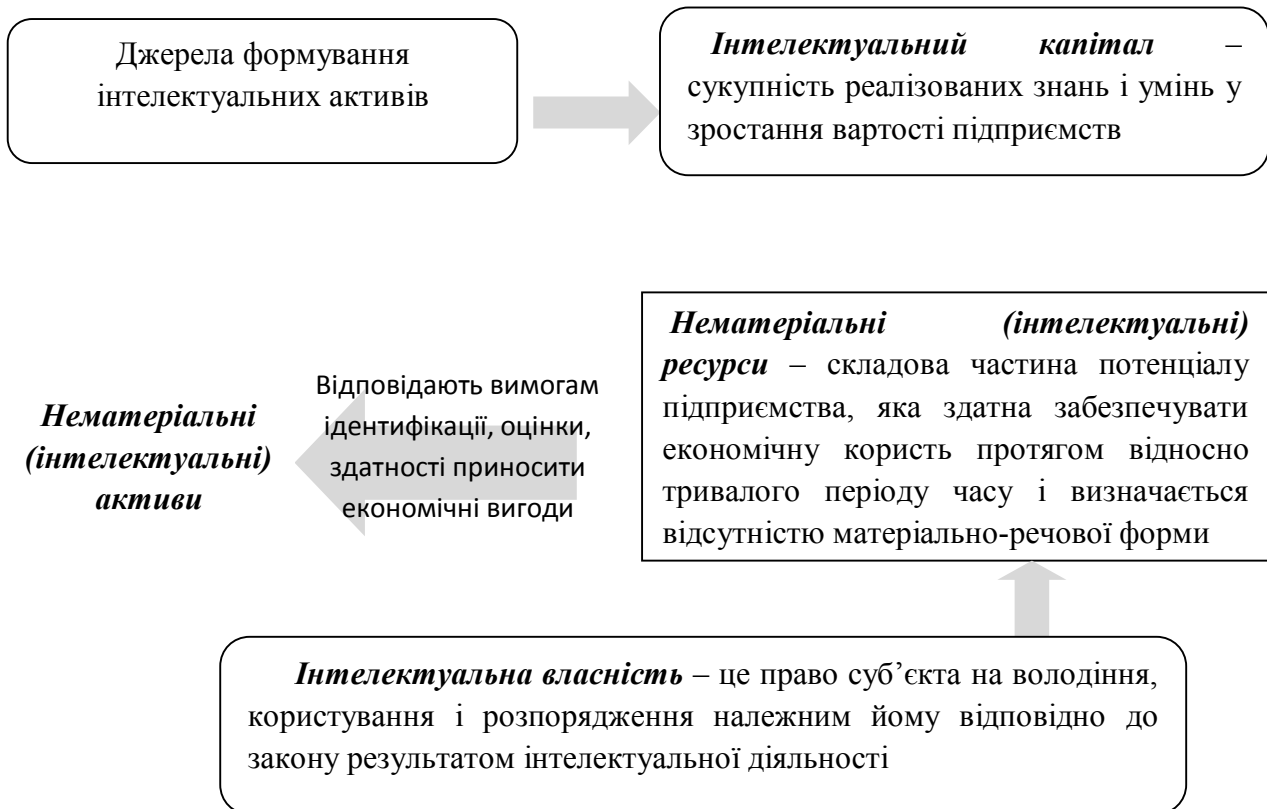 Джерела формування
інтелектуальних активів
Інтелектуальний капітал –
сукупність реалізованих знань і умінь у
зростання вартості підприємств
Нематеріальні
(інтелектуальні)
активи
Відповідають вимогам
ідентифікації, оцінки,
здатності приносити
економічні вигоди
Нематеріальні (інтелектуальні)
ресурси – складова частина потенціалу
підприємства, яка здатна забезпечувати
економічну користь протягом відносно
тривалого періоду часу і визначається
відсутністю матеріально-речової форми
Інтелектуальна власність – це право суб’єкта на володіння,
користування і розпорядження належним йому відповідно до
закону результатом інтелектуальної діяльності